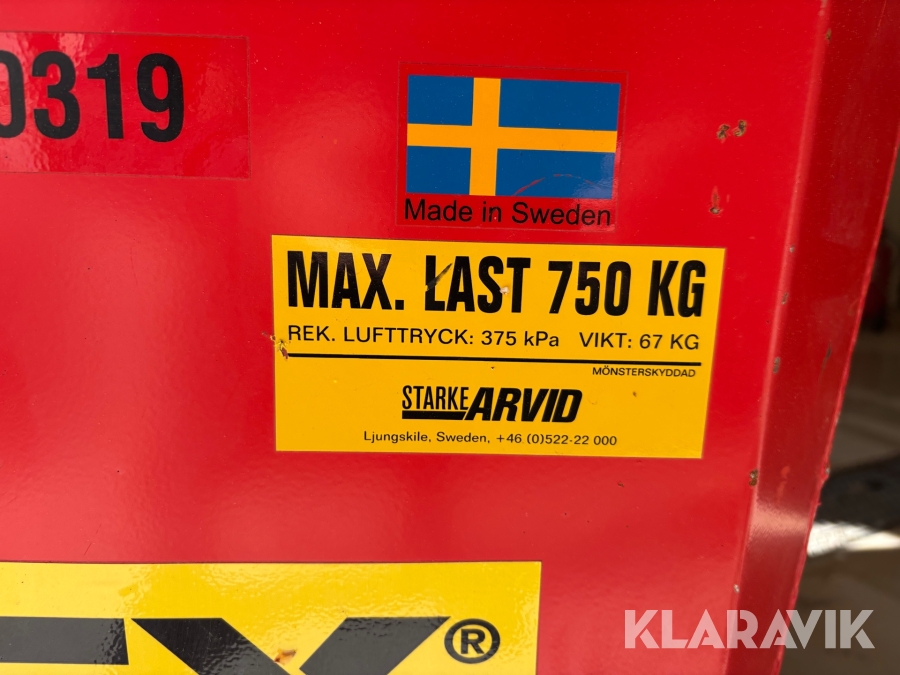 0319
Made in Sweden
MAX. LAST 750 KG
REK. LUFTTRYCK: 375 kPa VIKT: 67 KG
MÖNSTERSKYDDAD
STARKE ARVID
Ljungskile, Sweden, +46 (0)522-22 000
®
KLARAVIK